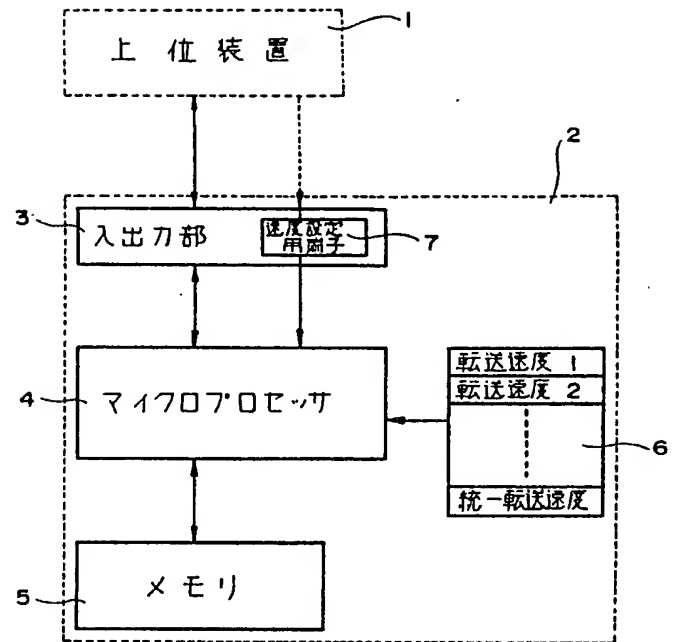 1
上位装置
2
3
入出力部
速度設定
用端子
7
4
マイクロプロセッサ
転送速度 1
転送速度 2
6
統一転送速度
5
メモリ